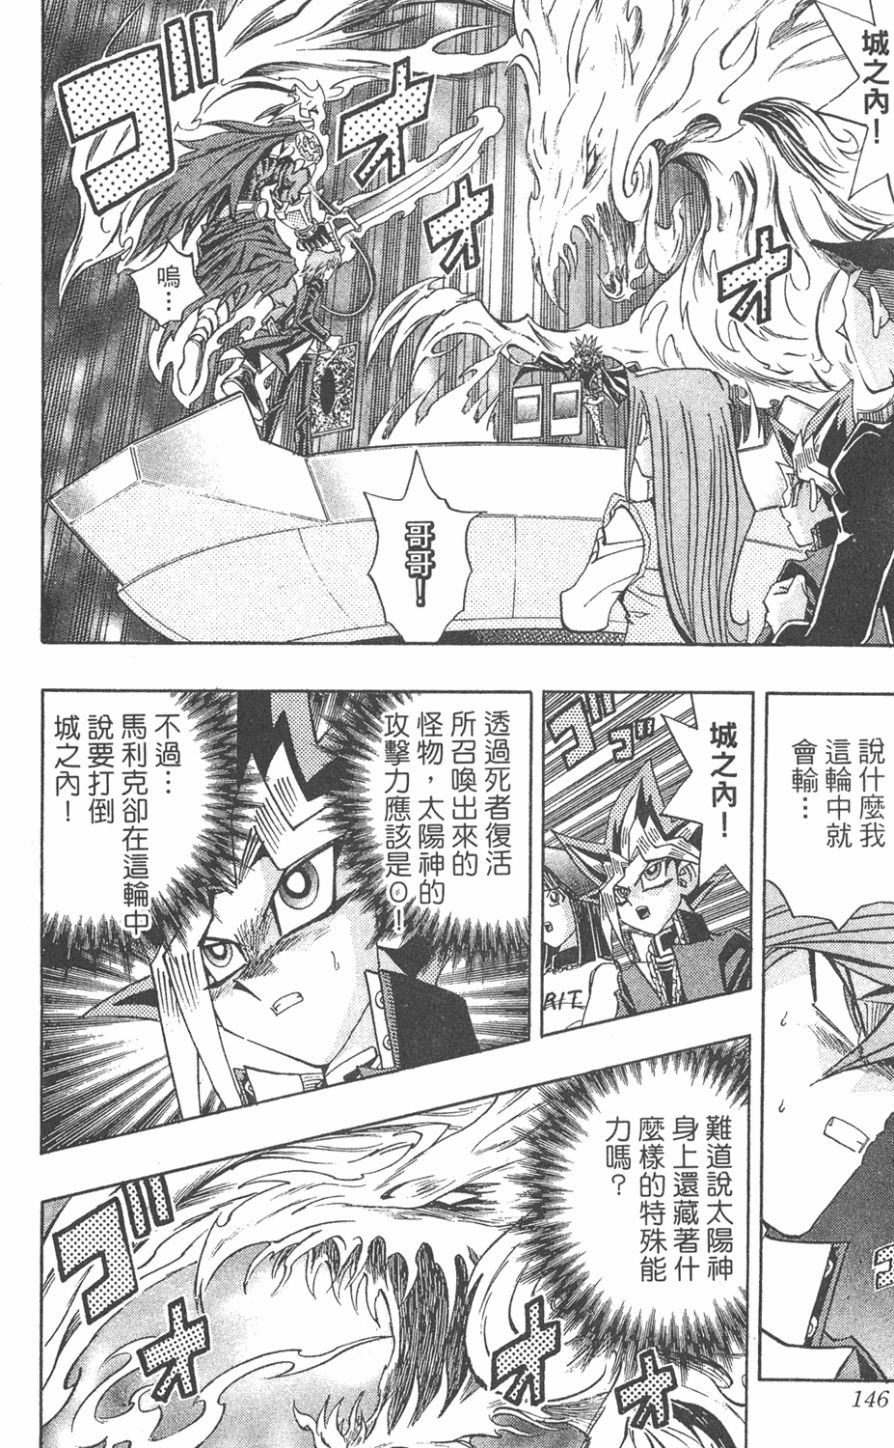 城之內！
ゴ
オ
オ
オ
嗚…
哥哥！
說什麼我
這輪中就
會輸…
城之內！
ゴゴ
透過死者復活
所召喚出來的
怪物，太陽神的
攻擊力應該是０！
不過…
馬利克卻在這輪中
說要打倒
城之內！
RIT
難道說太陽神
身上還藏著什
麼樣的特殊能
力嗎？
ゴ
オ
オ
オ
146